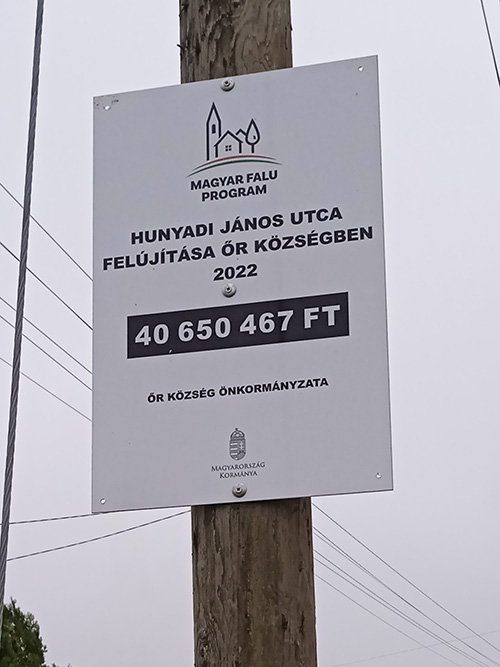 MAGYAR FALU
PROGRAM
HUNYADI JÁNOS UTCA
FELÚJÍTÁSA ŐR KÖZSÉGBEN
2022
40 650 467 FT
ŐR KÖZSÉG ÖNKORMÁNYZATA
MAGYARORSZÁG
KORMÁNYA